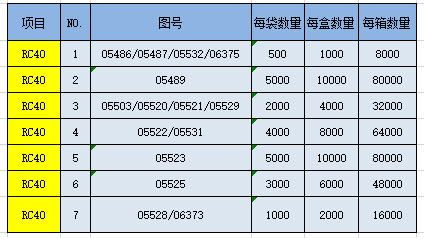 项目 NO. 图号 每袋数量 每盒数量 每箱数量
RC40 1 05486/05487/05532/06375 500 1000 8000
RC40 2 05489 5000 10000 80000
RC40 3 05503/05520/05521/05529 2000 4000 32000
RC40 4 05522/05531 4000 8000 64000
RC40 5 05523 5000 10000 80000
RC40 6 05525 3000 6000 48000
RC40 7 05528/06373 1000 2000 16000